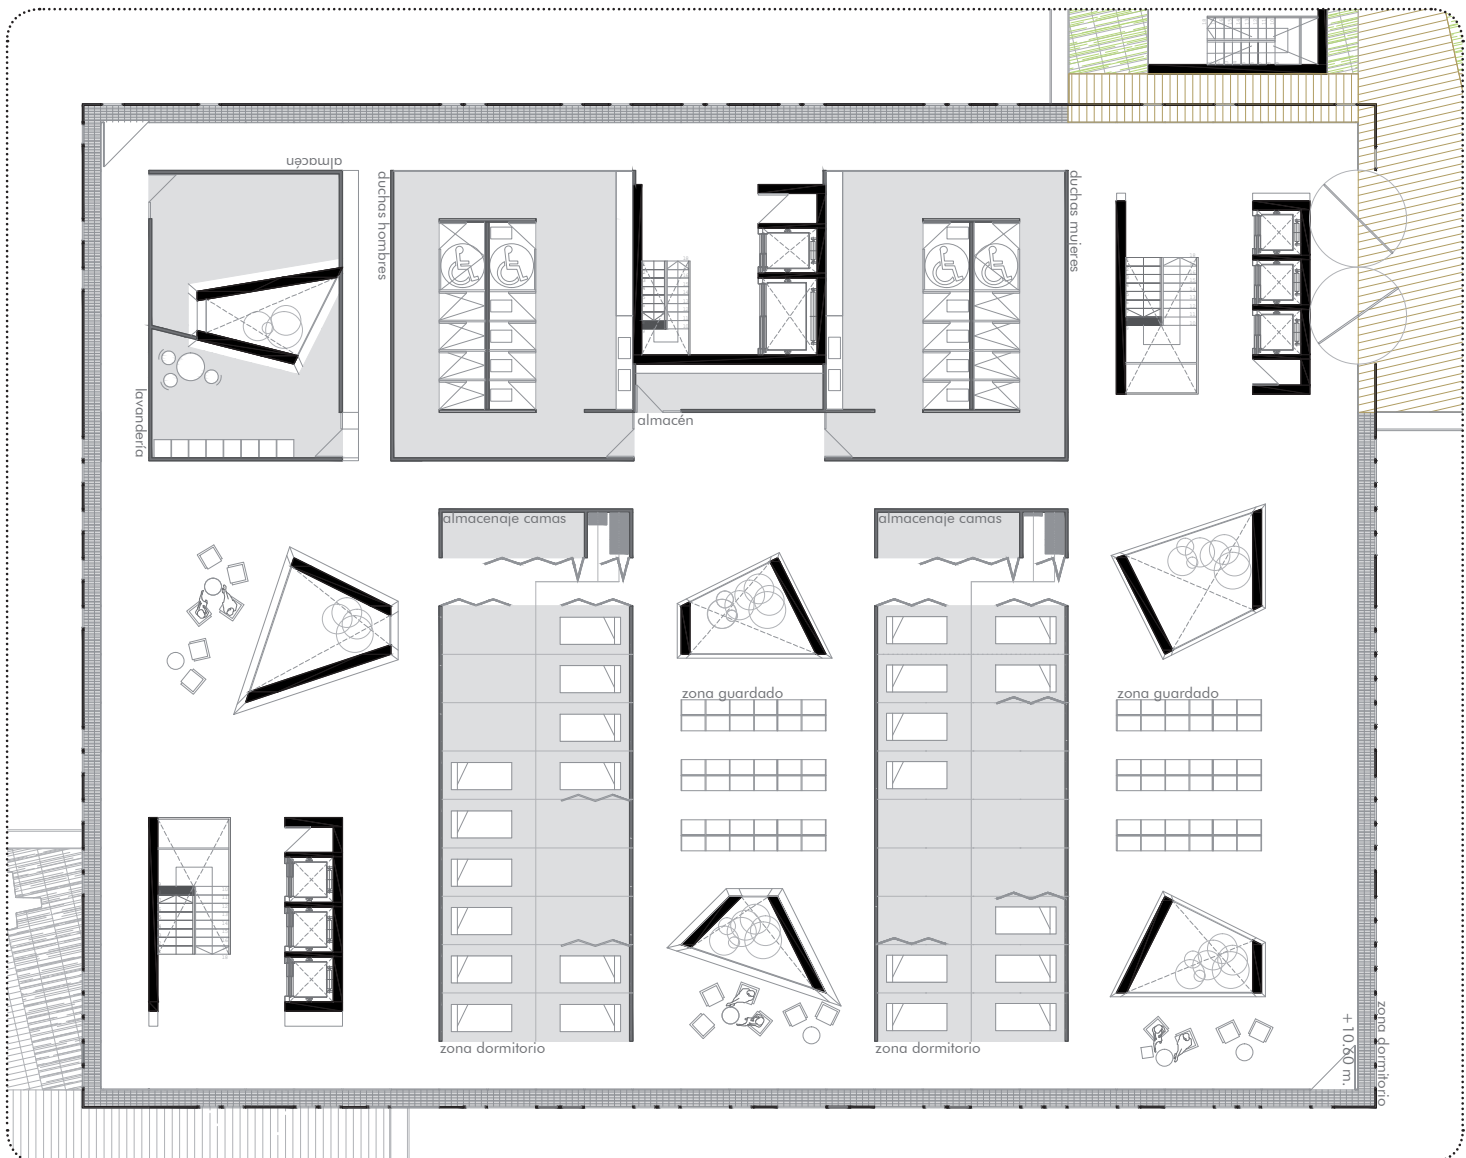 almacén
duchas hombres
duchas mujeres
lavandería
almacén
almacenaje camas
almacenaje camas
zona guardado
zona guardado
zona dormitorio
zona dormitorio
+10.60 m.
zona dormitorio